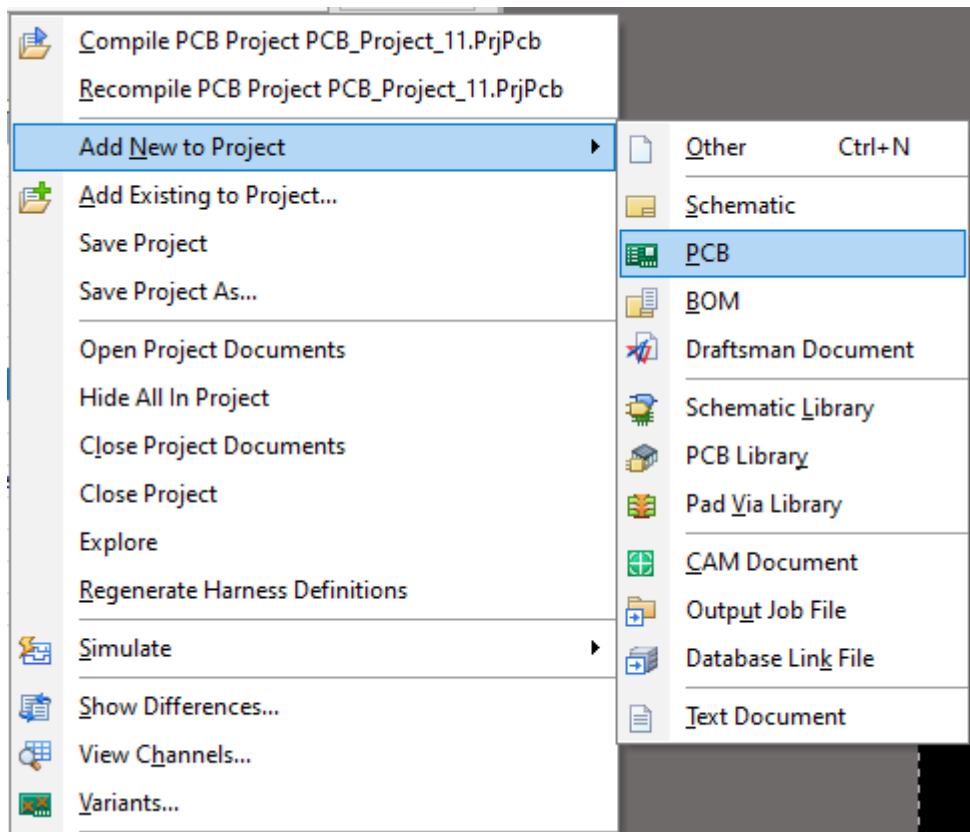 Compile PCB Project PCB_Project_11.PrjPcb
Recompile PCB Project PCB_Project_11.PrjPcb
Add New to Project
Add Existing to Project...
Save Project
Save Project As...
Open Project Documents
Hide All In Project
Close Project Documents
Close Project
Explore
Regenerate Harness Definitions
Simulate
Show Differences...
View Channels...
Variants...
Other Ctrl+N
Schematic
PCB
BOM
Draftsman Document
Schematic Library
PCB Library
Pad Via Library
CAM Document
Output Job File
Database Link File
Text Document